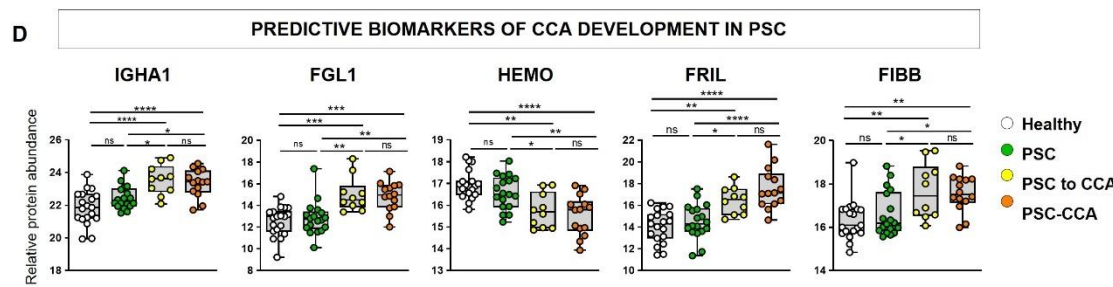 D
PREDICTIVE BIOMARKERS OF CCA DEVELOPMENT IN PSC
IGHA1
FGL1
HEMO
FRIL
FIBB
Relative protein abundance
****
****
ns
*
*
ns
26
24
22
20
18
***
***
ns
**
**
ns
20
18
16
14
12
10
8
****
**
ns
**
*
ns
20
19
18
17
16
15
14
13
****
**
ns
****
*
ns
22
20
18
16
14
12
10
**
**
ns
*
*
ns
20
18
16
14
Healthy
PSC
PSC to CCA
PSC-CCA